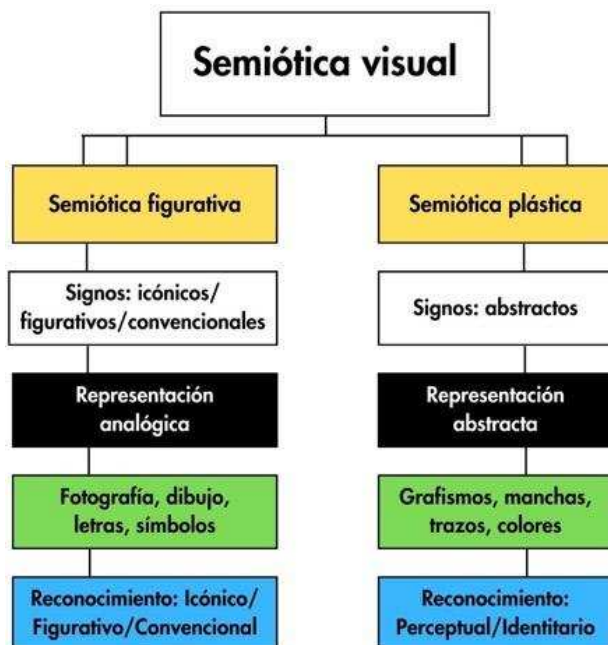 Semiótica visual
Semiótica figurativa
Signos: icónicos/
figurativos/convencionales
Representación
analógica
Fotografía, dibujo,
letras, símbolos
Reconocimiento: Icónico/
Figurativo/Convencional
Semiótica plástica
Signos: abstractos
Representación
abstracta
Grafismos, manchas,
trazos, colores
Reconocimiento:
Perceptual/Identitario